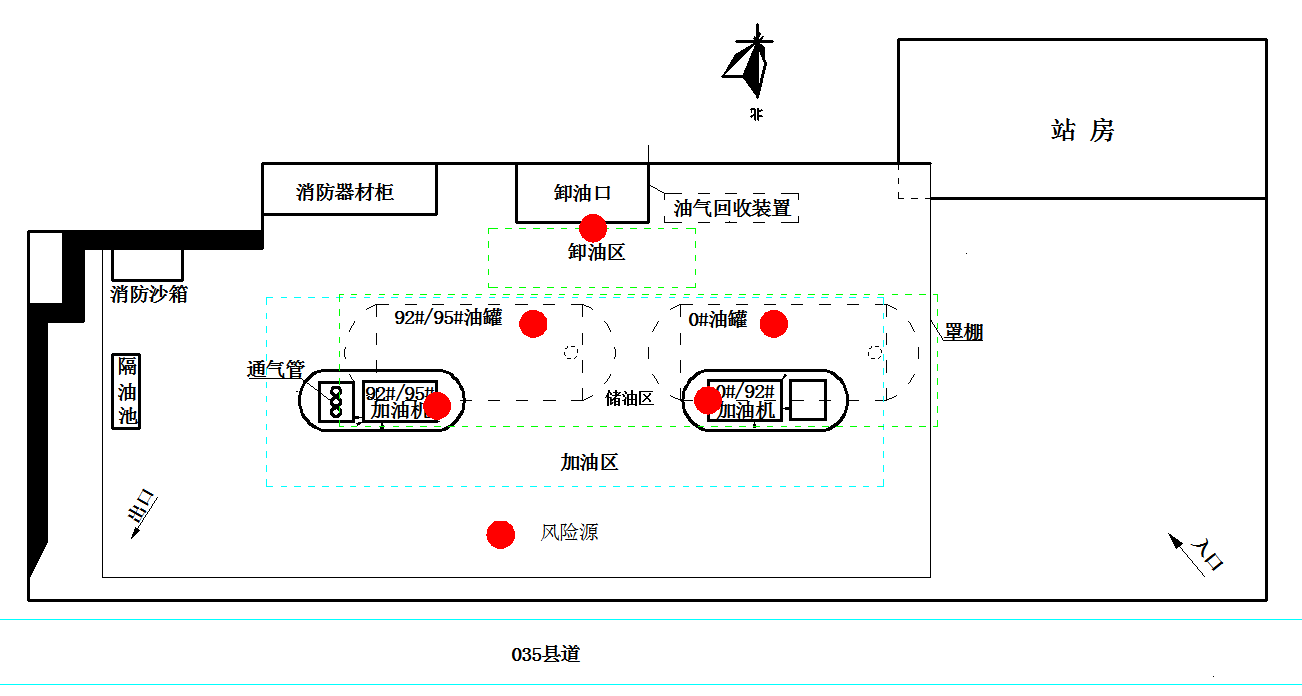 北
站 房
消防器材柜
卸油口
油气回收装置
卸油区
消防沙箱
92#/95#油罐
0#油罐
罩棚
隔油池
通气管
92#/95#
加油机
储油区
0#/92#
加油机
加油区
出口
风险源
入口
035县道